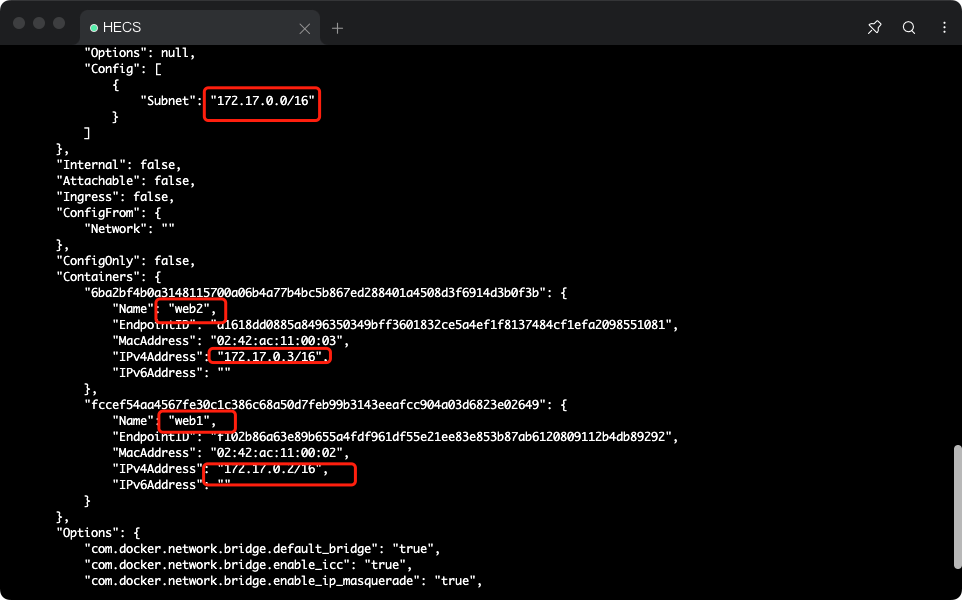 HECS
"Options": null,
"Config": [
{
"Subnet": "172.17.0.0/16"
}
]
},
"Internal": false,
"Attachable": false,
"Ingress": false,
"ConfigFrom": {
"Network": ""
},
"ConfigOnly": false,
"Containers": {
"6ba2bf4b0a3148115700a06b4a77b4bc5b867ed288401a4508d3f6914d3b0f3b": {
"Name": "web2",
"EndpointID": "a1618dd0885a8496350349bff3601832ce5a4ef1f8137484cf1efa2098551081",
"MacAddress": "02:42:ac:11:00:03",
"IPv4Address": "172.17.0.3/16",
"IPv6Address": ""
},
"fccef54aa4567fe30c1c386c68a50d7feb99b3143eeafcc904a03d6823e02649": {
"Name": "web1",
"EndpointID": "f102b86a63e89b655a4fdf961df55e21ee83e853b87ab6120809112b4db89292",
"MacAddress": "02:42:ac:11:00:02",
"IPv4Address": "172.17.0.2/16",
"IPv6Address": ""
}
},
"Options": {
"com.docker.network.bridge.default_bridge": "true",
"com.docker.network.bridge.enable_icc": "true",
"com.docker.network.bridge.enable_ip_masquerade": "true",